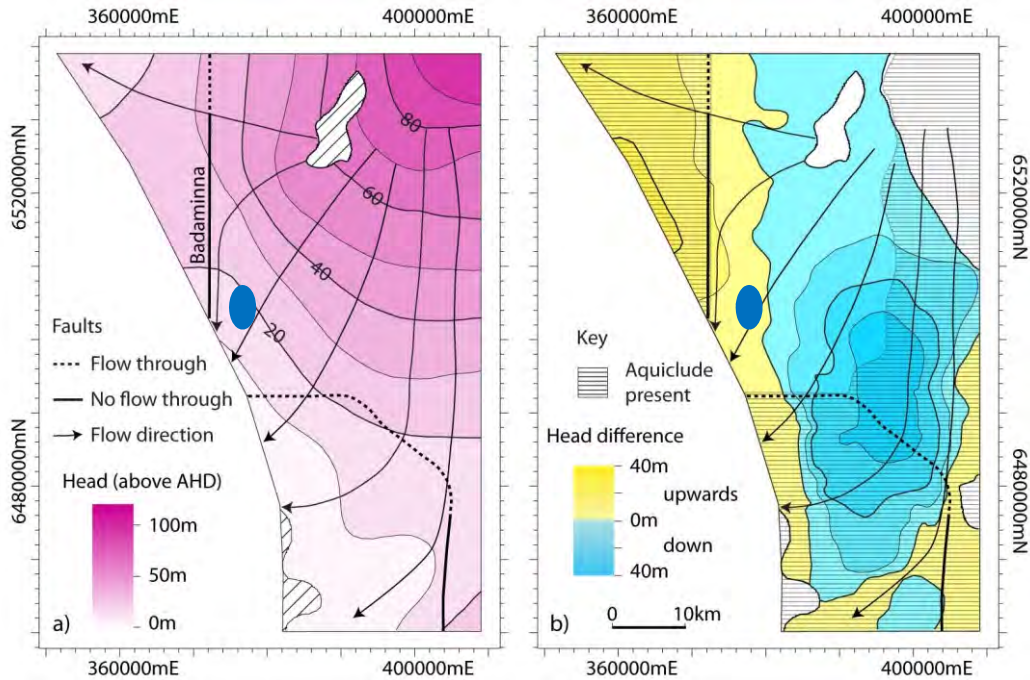 360000mE
400000mE
360000mE
400000mE
6520000mN
6480000mN
6520000mN
6480000mN
80
60
40
20
Badaminna
Faults
Flow through
No flow through
Flow direction
Head (above AHD)
100m
50m
0m
a)
Key
Aquiclude
present
Head difference
40m
upwards
0m
down
40m
0
10km
b)
360000mE
400000mE
360000mE
400000mE